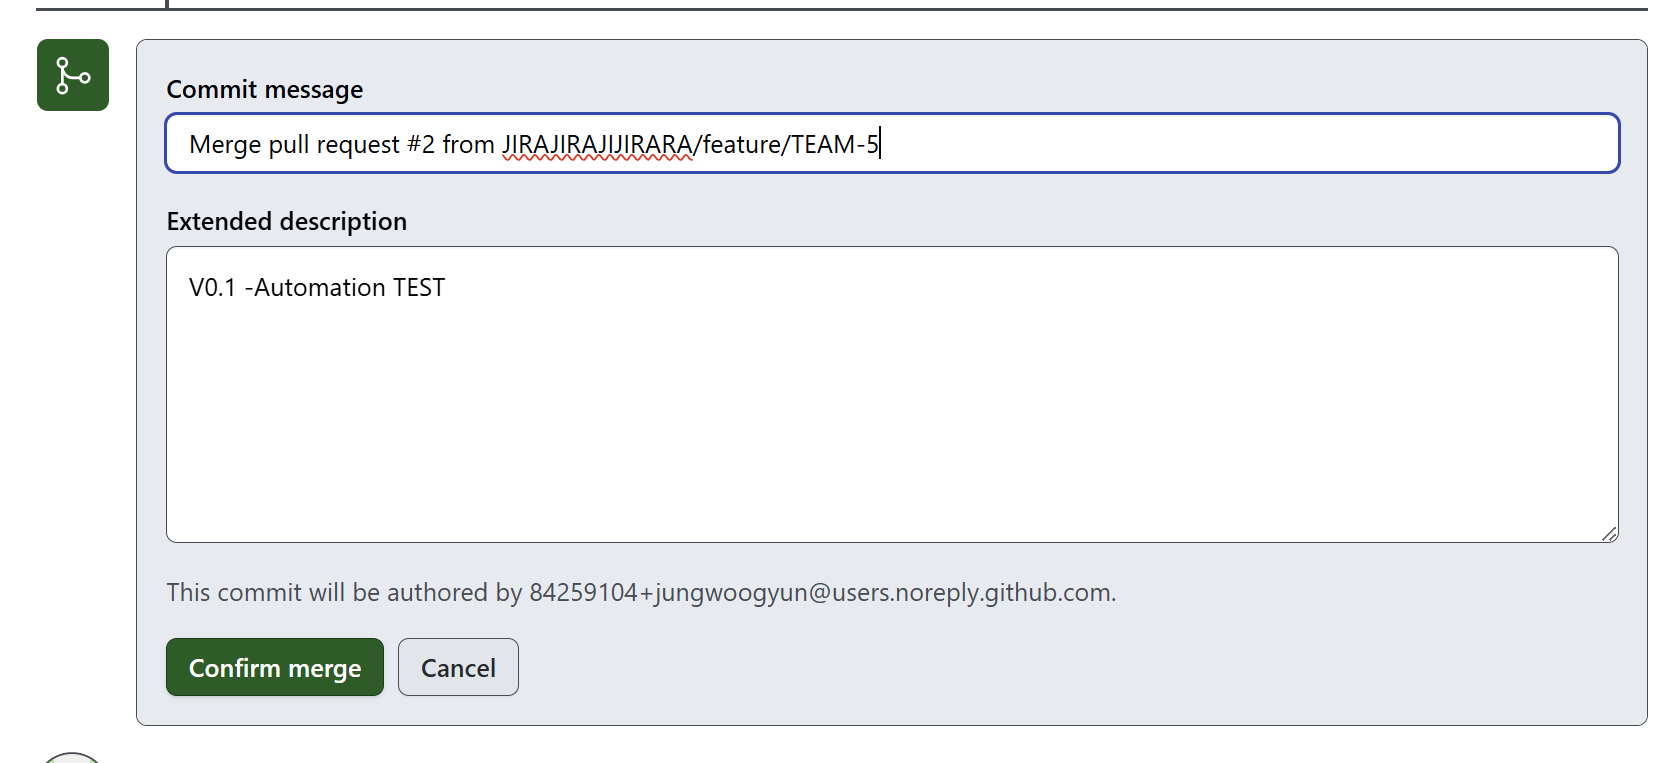 Commit message
Merge pull request #2 from JIRAJIRAJIJIRARA/feature/TEAM-5
Extended description
V0.1 -Automation TEST
This commit will be authored by 84259104+jungwoogyun@users.noreply.github.com.
Confirm merge
Cancel